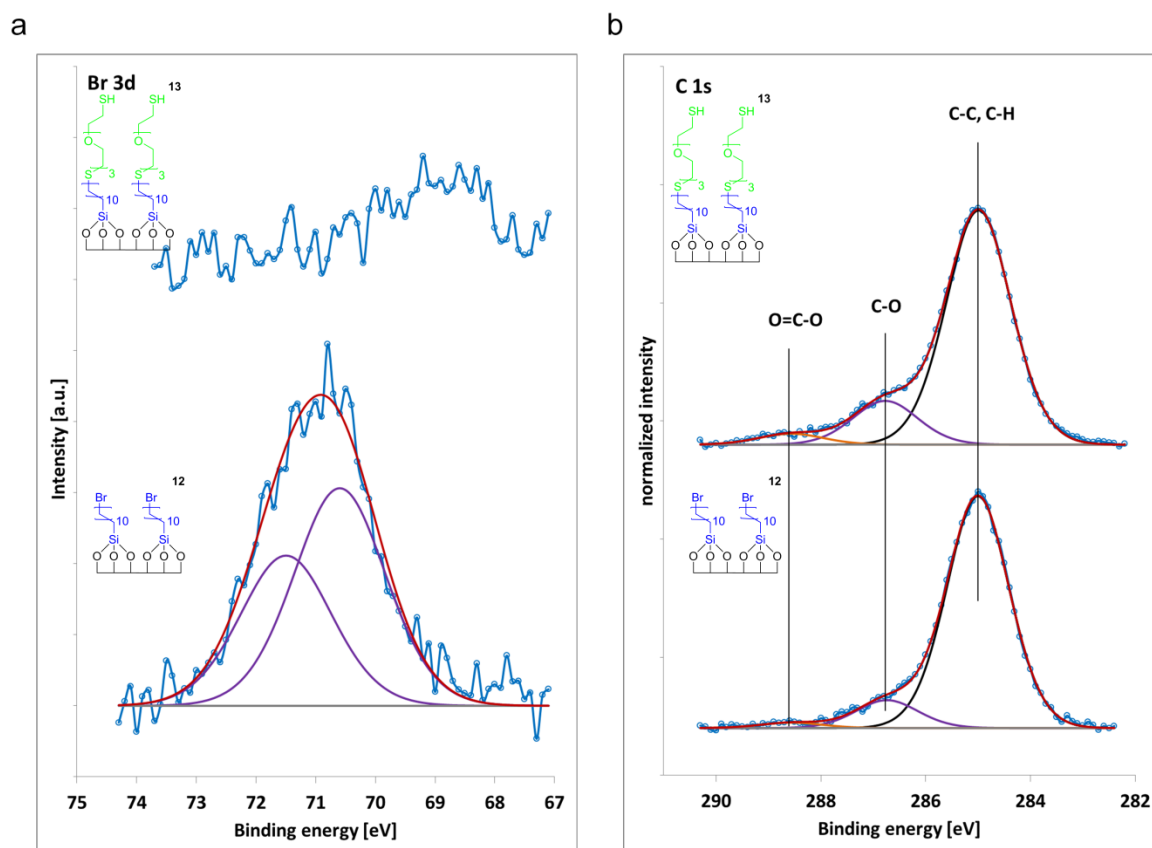 a
b
Br 3d
13
SH SH
O O
3 3
S S
10 10
Si Si
O O O O O O
12
Br Br
10 10
Si Si
O O O O O O
Intensity [a.u.]
75 74 73 72 71 70 69 68 67
Binding energy [eV]
C 1s
13
SH SH
O O
3 3
S S
10 10
Si Si
O O O O O O
C-C, C-H
C-O
O=C-O
12
Br Br
10 10
Si Si
O O O O O O
normalized intensity
290 288 286 284 282
Binding energy [eV]